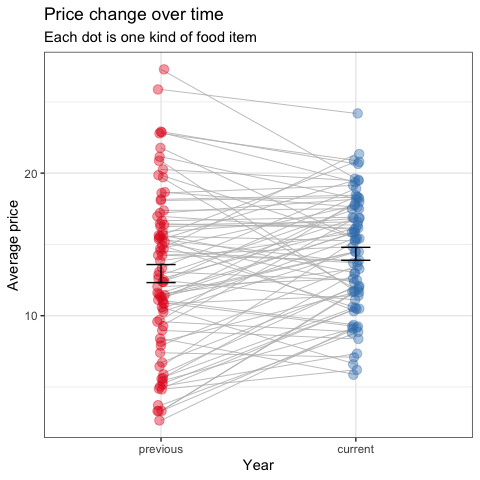 Price change over time
Each dot is one kind of food item
20
10
Average price
previous current
Year